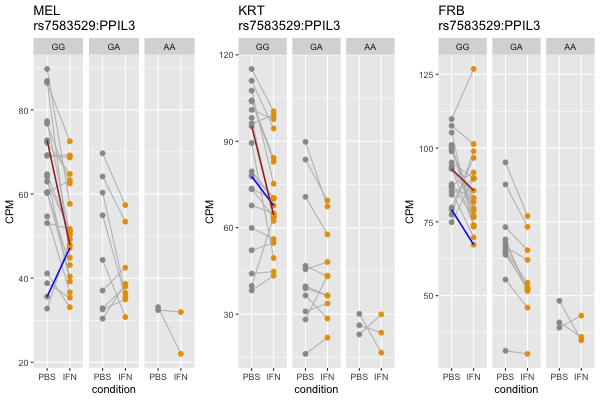 MEL
rs7583529:PPIL3
GG GA AA
CPM
80
60
40
20
PBS IFN PBS IFN PBS IFN
condition
KRT
rs7583529:PPIL3
GG GA AA
CPM
120
90
60
30
PBS IFN PBS IFN PBS IFN
condition
FRB
rs7583529:PPIL3
GG GA AA
CPM
125
100
75
50
PBS IFN PBS IFN PBS IFN
condition